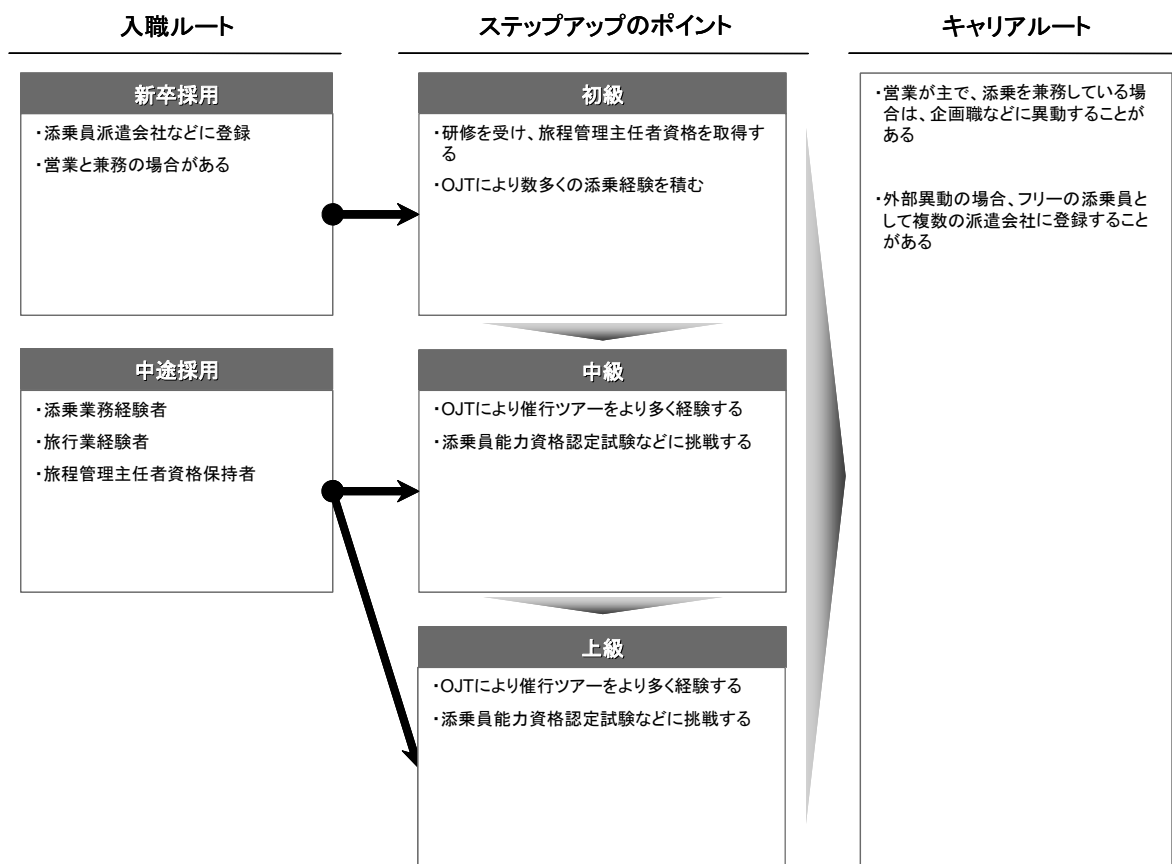 入職ルート
新卒採用
・添乗員派遣会社などに登録
・営業と兼務の場合がある
中途採用
・添乗業務経験者
・旅行業経験者
・旅程管理主任者資格保持者
ステップアップのポイント
初級
・研修を受け、旅程管理主任者資格を取得す
る
・OJTにより数多くの添乗経験を積む
中級
・OJTにより催行ツアーをより多く経験する
・添乗員能力資格認定試験などに挑戦する
上級
・OJTにより催行ツアーをより多く経験する
・添乗員能力資格認定試験などに挑戦する
キャリアルート
・営業が主で、添乗を兼務している場
合は、企画職などに異動することが
ある
・外部異動の場合、フリーの添乗員と
して複数の派遣会社に登録すること
がある